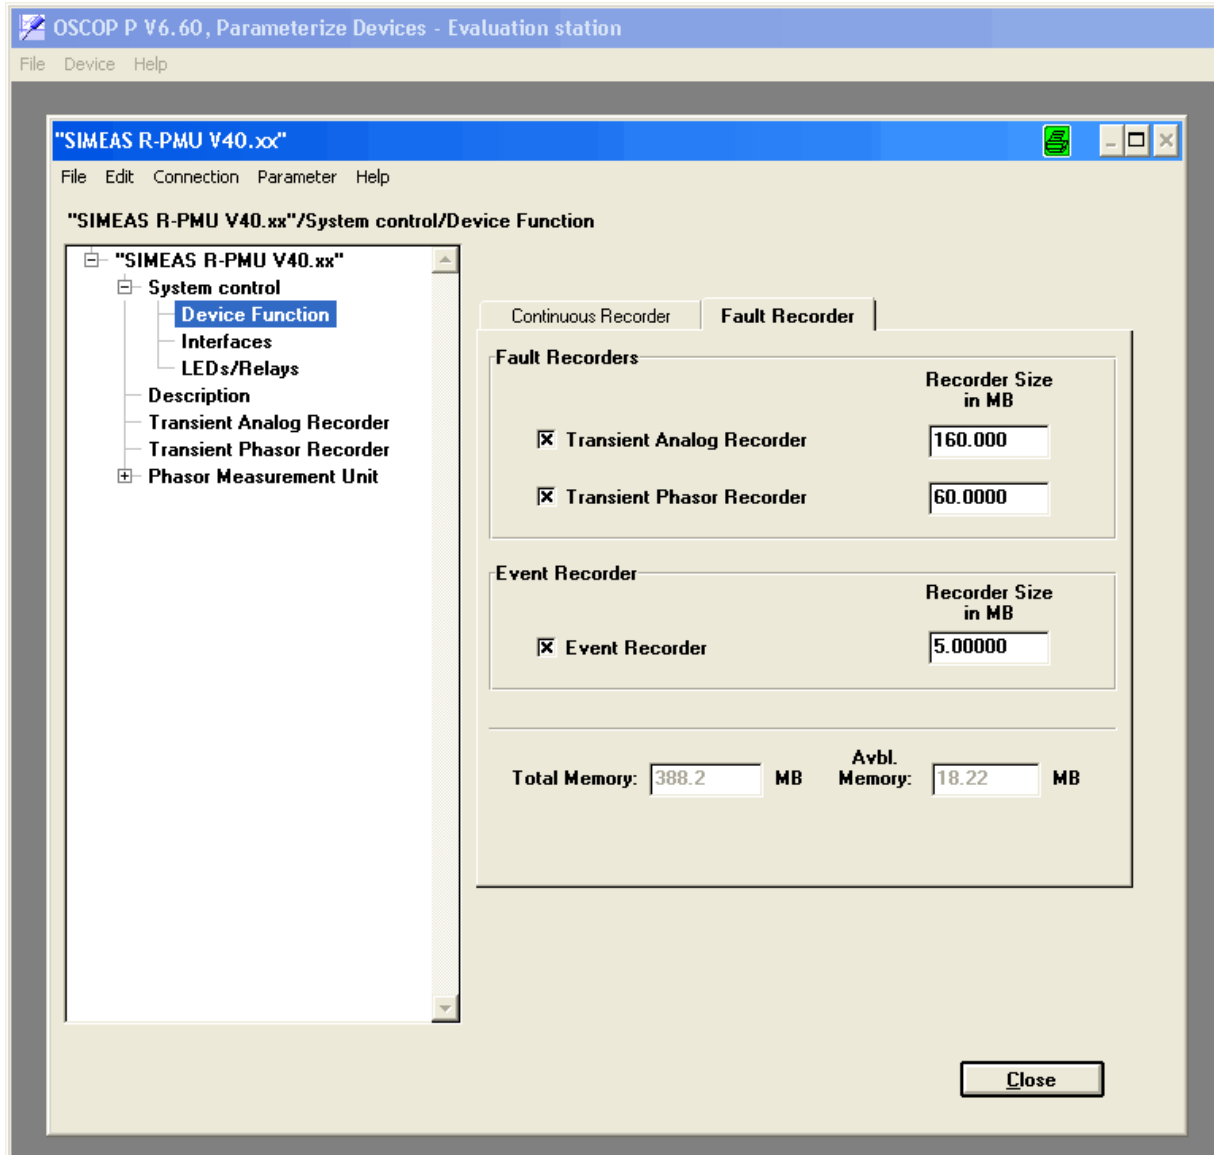 OSCOP P V6.60, Parameterize Devices - Evaluation station
File Device Help
"SIMEAS R-PMU V40.xx"
File Edit Connection Parameter Help
"SIMEAS R-PMU V40.xx"/System control/Device Function
"SIMEAS R-PMU V40.xx"
System control
Device Function
Interfaces
LEDs/Relays
Description
Transient Analog Recorder
Transient Phasor Recorder
Phasor Measurement Unit
Continuous Recorder Fault Recorder
Fault Recorders
Recorder Size
in MB
Transient Analog Recorder 160.000
Transient Phasor Recorder 60.0000
Event Recorder
Recorder Size
in MB
Event Recorder 5.00000
Total Memory: 388.2 MB Avbl. Memory: 18.22 MB
Close